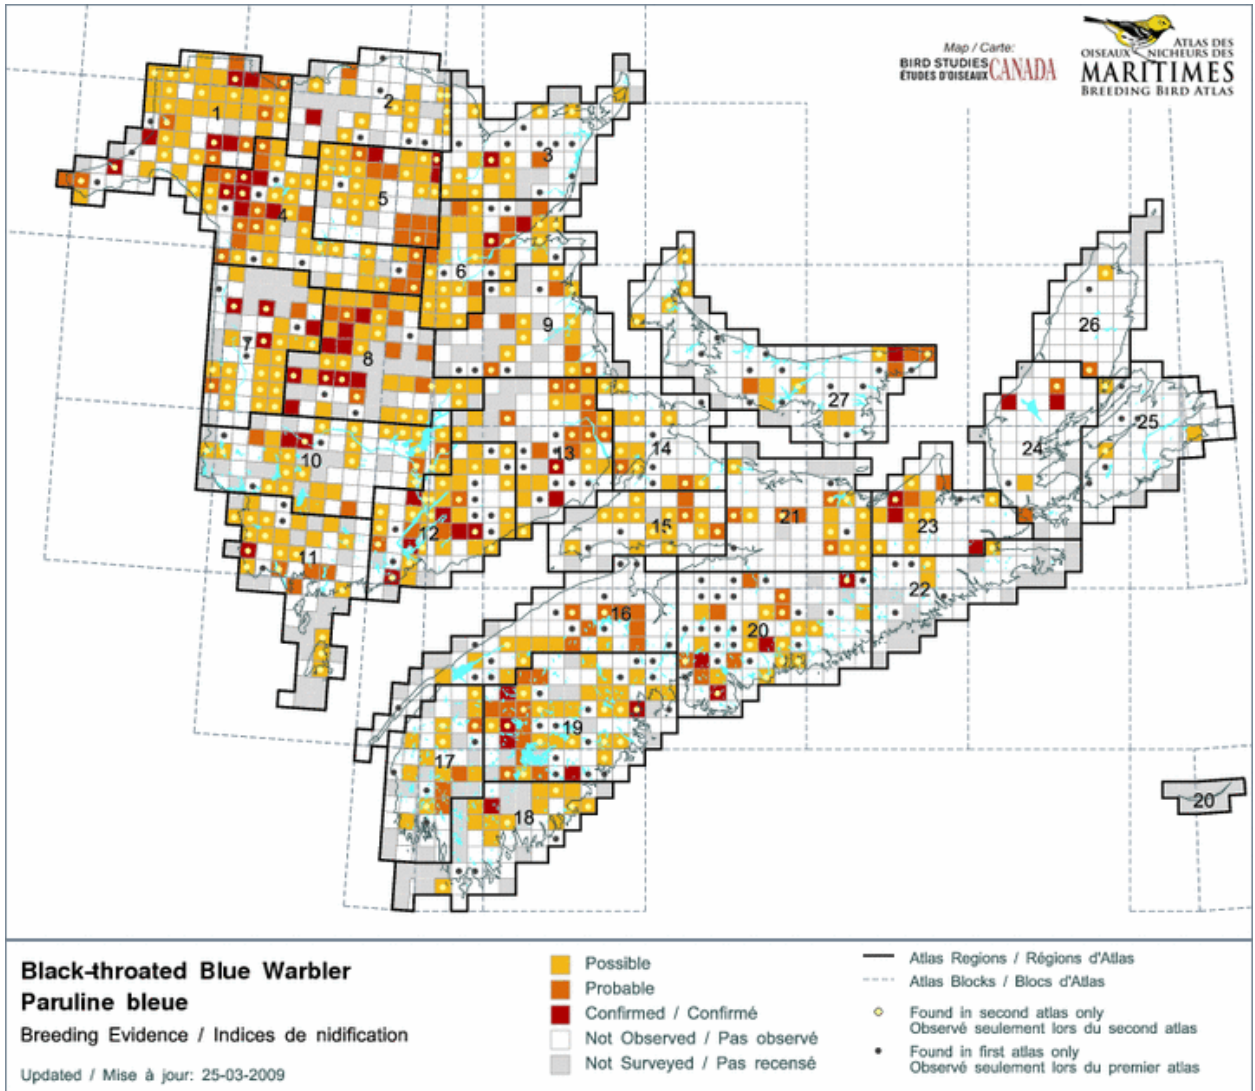 Map / Carte:
BIRD STUDIES
ÉTUDES D'OISEAUX CANADA
ATLAS DES
OISEAUX NICHEURS DES
MARITIMES
BREEDING BIRD ATLAS
1
2
3
4
5
6
7
8
9
10
11
12
13
14
15
16
17
18
19
20
21
22
23
24
25
26
27
20
Black-throated Blue Warbler
Paruline bleue
Breeding Evidence / Indices de nidification
Updated / Mise à jour: 25-03-2009
Possible
Probable
Confirmed / Confirmé
Not Observed / Pas observé
Not Surveyed / Pas recensé
Atlas Regions / Régions d'Atlas
Atlas Blocks / Blocs d'Atlas
Found in second atlas only
Observé seulement lors du second atlas
Found in first atlas only
Observé seulement lors du premier atlas